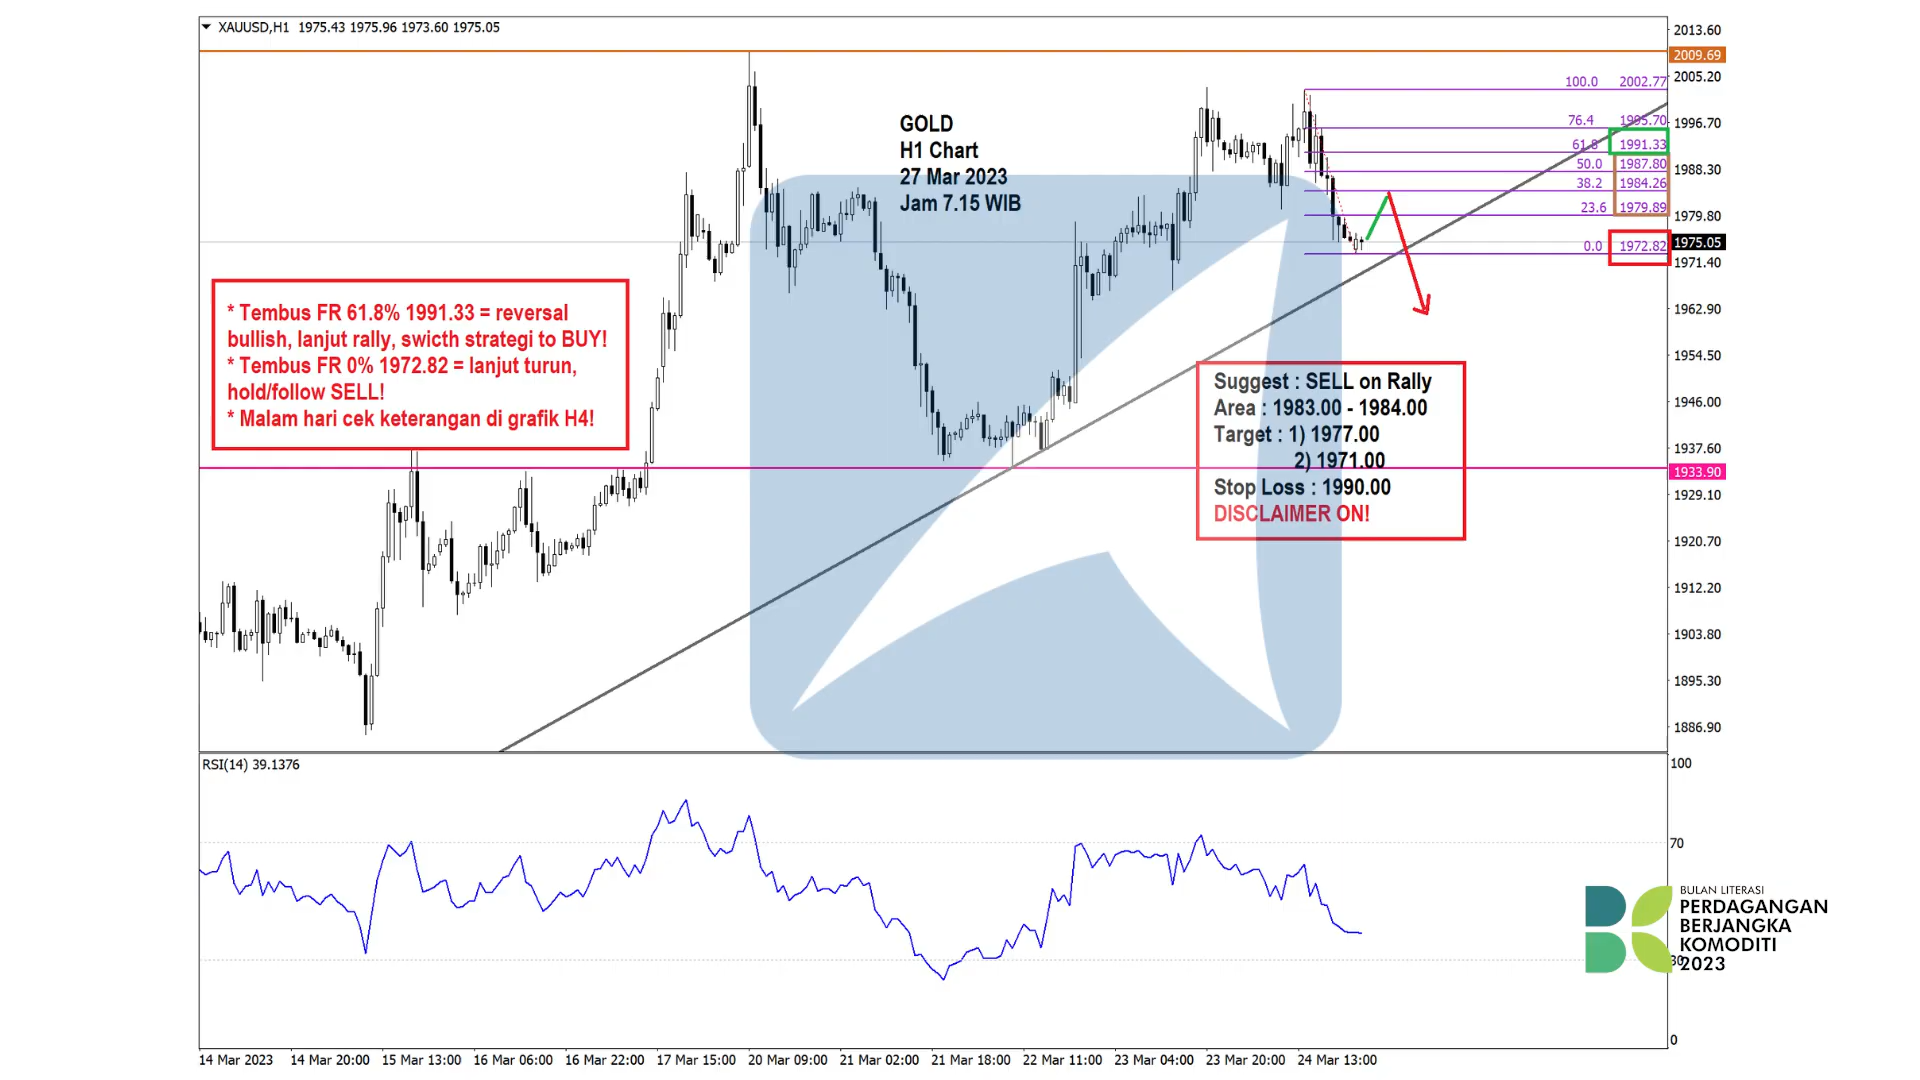 XAUUSD,H1 1975.43 1975.96 1973.60 1975.05
GOLD
H1 Chart
27 Mar 2023
Jam 7.15 WIB
* Tembus FR 61.8% 1991.33 = reversal
bullish, lanjut rally, swicth strategi to BUY!
* Tembus FR 0% 1972.82 = lanjut turun,
hold/follow SELL!
* Malam hari cek keterangan di grafik H4!
Suggest : SELL on Rally
Area : 1983.00 - 1984.00
Target : 1) 1977.00
2) 1971.00
Stop Loss : 1990.00
DISCLAIMER ON!
100.0 2002.77
76.4 1995.70
61.8 1991.33
50.0 1987.80
38.2 1984.26
23.6 1979.89
0.0 1972.82
2013.60
2009.69
2005.20
1996.70
1988.30
1979.80
1975.05
1971.40
1962.90
1954.50
1946.00
1937.60
1933.90
1929.10
1920.70
1912.20
1903.80
1895.30
1886.90
RSI(14) 39.1376
100
70
30
0
BULAN LITERASI
PERDAGANGAN
BERJANGKA
KOMODITI
2023
14 Mar 2023
14 Mar 20:00
15 Mar 13:00
16 Mar 06:00
16 Mar 22:00
17 Mar 15:00
20 Mar 09:00
21 Mar 02:00
21 Mar 18:00
22 Mar 11:00
23 Mar 04:00
23 Mar 20:00
24 Mar 13:00